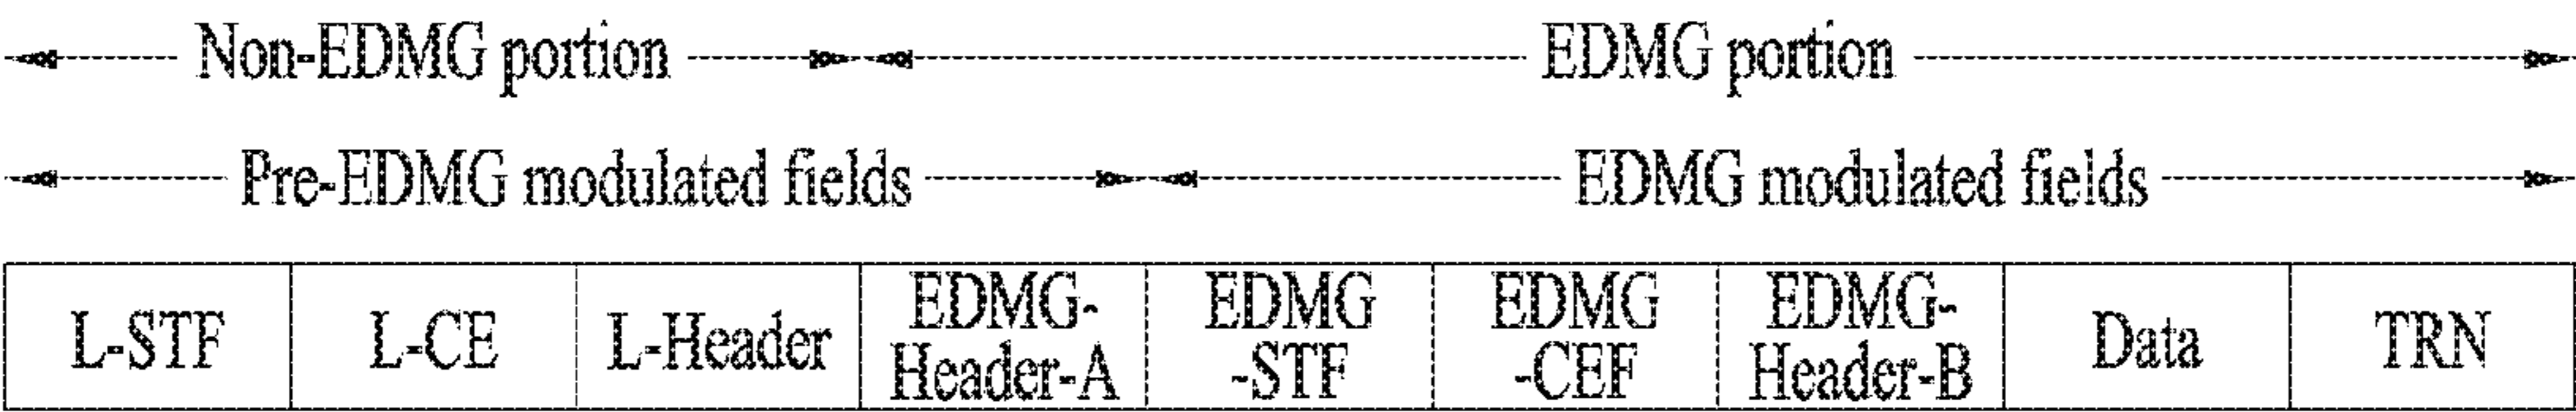 Non-EDMG portion EDMG portion
Pre-EDMG modulated fields EDMG modulated fields
L-STF L-CE L-Header EDMG- EDMG EDMG EDMG- Data TRN
Header-A -STF -CEF Header-B